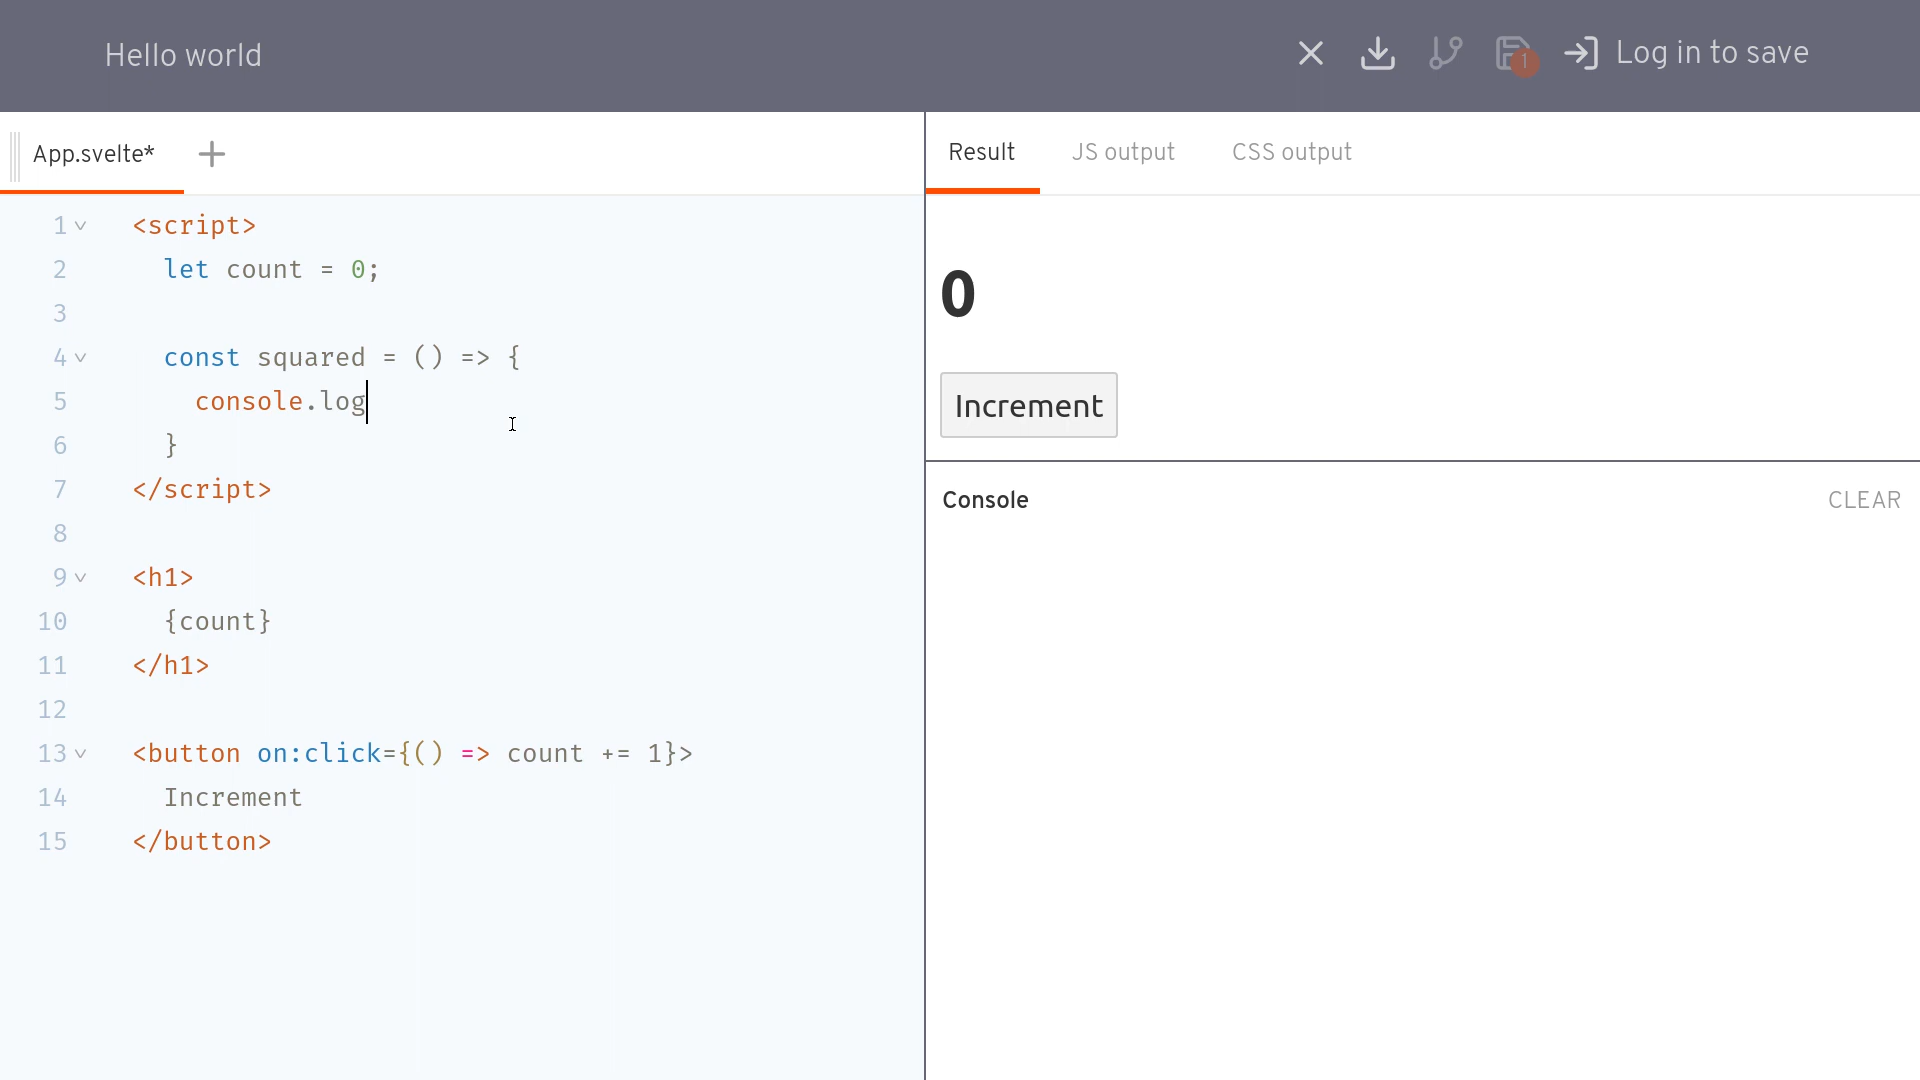 Hello world
1
Log in to save
App.svelte*
Result
JS output
CSS output
1 <script>
2 let count = 0;
3
4 const squared = () => {
5 console.log
6 }
7 </script>
8
9 <h1>
10 {count}
11 </h1>
12
13 <button on:click={() => count += 1}>
14 Increment
15 </button>
0
Increment
Console
CLEAR